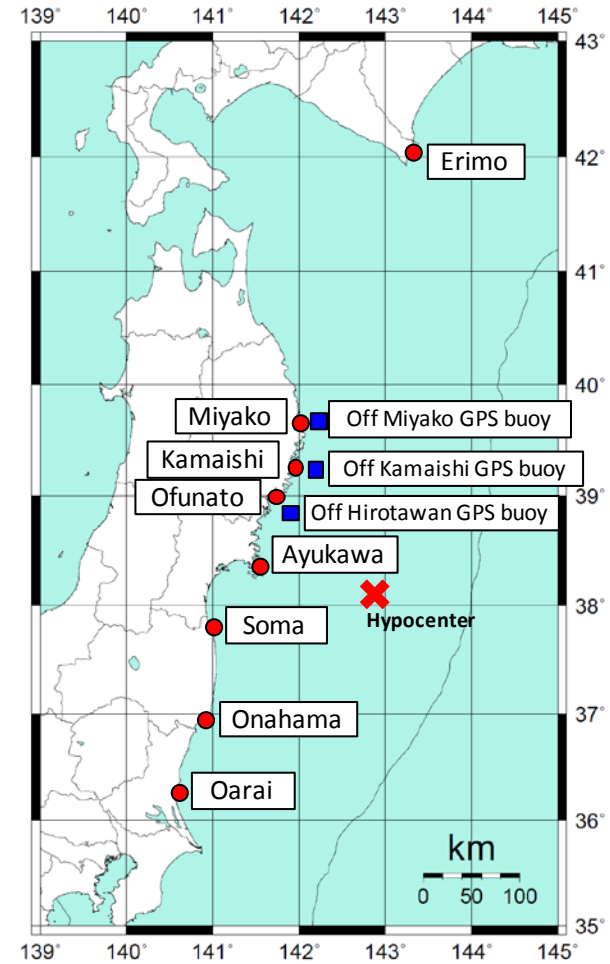 139° 140° 141° 142° 143° 144° 145°
43°
Erimo
42°
41°
40°
Miyako
Off Miyako GPS buoy
Kamaishi
Off Kamaishi GPS buoy
39°
Ofunato
Off Hirotawan GPS buoy
Ayukawa
38°
Hypocenter
Soma
37°
Onahama
Oarai
36°
km
0 50 100
35°
139° 140° 141° 142° 143° 144° 145°